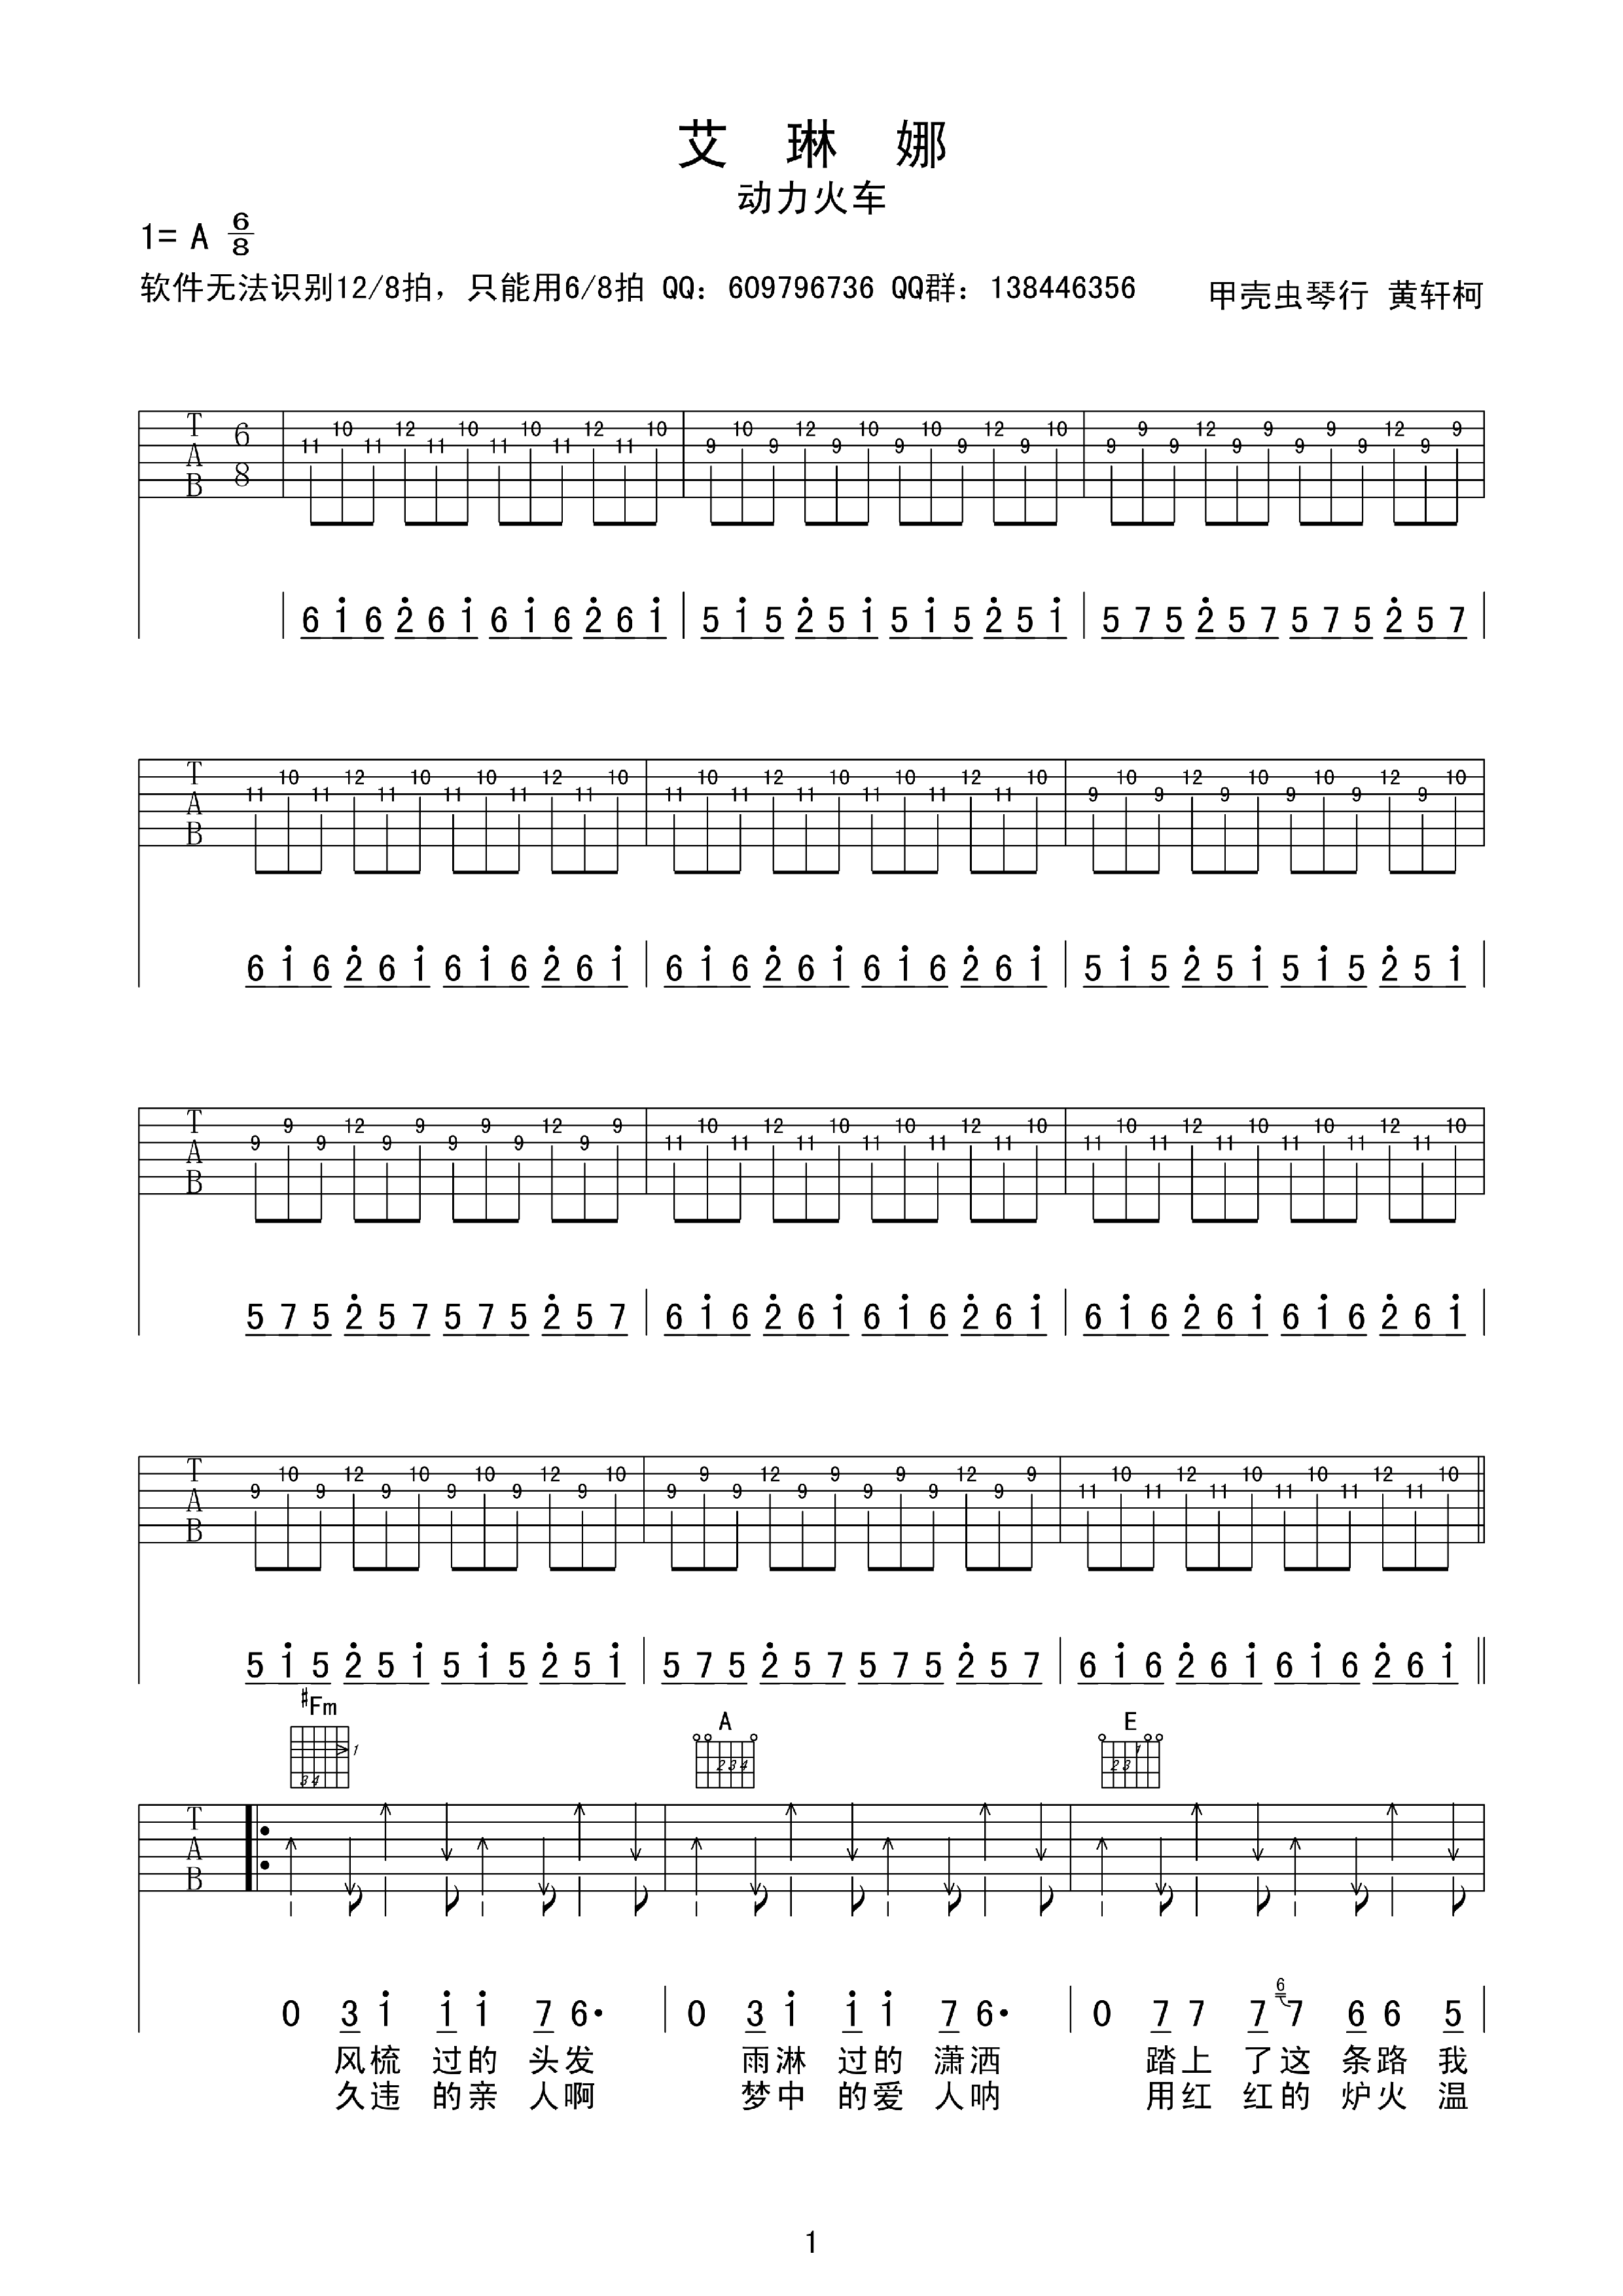 艾 琳 娜
动力火车
1= A 6/8
软件无法识别12/8拍，只能用6/8拍 QQ：609796736 QQ群：138446356
甲壳虫琴行 黄轩柯
T A B 6 8 11 10 11 12 11 10 11 10 11 12 11 10 9 10 9 12 9 10 9 10 9 12 9 10 9 9 9 12 9 9 9 9 9 12 9 9
6 i 6 2 6 i 6 i 6 2 6 i | 5 i 5 2 5 i 5 i 5 2 5 i | 5 7 5 2 5 7 5 7 5 2 5 7
T A B 11 10 11 12 11 10 11 10 11 12 11 10 11 10 11 12 11 10 11 10 11 12 11 10 9 10 9 12 9 10 9 10 9 12 9 10
6 i 6 2 6 i 6 i 6 2 6 i | 6 i 6 2 6 i 6 i 6 2 6 i | 5 i 5 2 5 i 5 i 5 2 5 i
T A B 9 9 9 12 9 9 9 9 9 12 9 9 11 10 11 12 11 10 11 10 11 12 11 10 11 10 11 12 11 10 11 10 11 12 11 10
5 7 5 2 5 7 5 7 5 2 5 7 | 6 i 6 2 6 i 6 i 6 2 6 i | 6 i 6 2 6 i 6 i 6 2 6 i
T A B 9 10 9 12 9 10 9 10 9 12 9 10 9 9 9 12 9 9 9 9 9 12 9 9 11 10 11 12 11 10 11 10 11 12 11 10
5 i 5 2 5 i 5 i 5 2 5 i | 5 7 5 2 5 7 5 7 5 2 5 7 | 6 i 6 2 6 i 6 i 6 2 6 i
#Fm A E
1 34 234 1 23
T A B
0 3 i i i 7 6· | 0 3 i i i 7 6· | 0 7 7 7 6 7 6 6 5
风梳 过的 头发 雨淋 过的 潇洒 踏上 了这 条路 我
久违 的亲 人啊 梦中 的爱 人呐 用红 红的 炉火 温
1